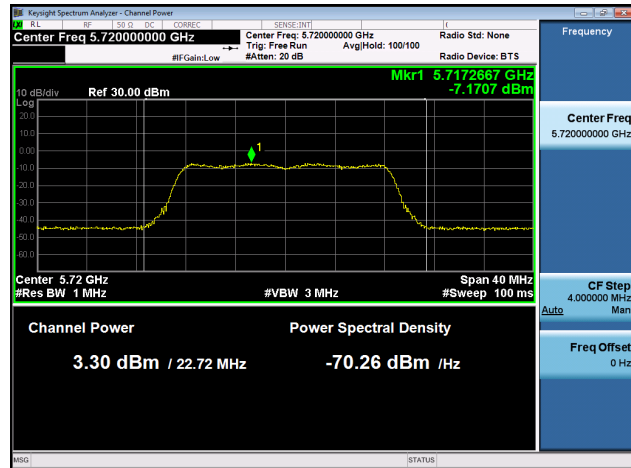 Keysight Spectrum Analyzer - Channel Power
LXI RL RF 50 Ω DC CORREC SENSE:INT
Center Freq 5.720000000 GHz
Center Freq: 5.720000000 GHz Radio Std: None
Trig: Free Run Avg|Hold: 100/100
#IFGain:Low #Atten: 20 dB Radio Device: BTS
Mkr1 5.7172667 GHz
-7.1707 dBm
10 dB/div Ref 30.00 dBm
Log
20.0
10.0
0.00
-10.0
-20.0
-30.0
-40.0
-50.0
-60.0
1
Center 5.72 GHz Span 40 MHz
#Res BW 1 MHz #VBW 3 MHz #Sweep 100 ms
Channel Power Power Spectral Density
3.30 dBm / 22.72 MHz -70.26 dBm /Hz
MSG STATUS
Frequency
Center Freq
5.720000000 GHz
CF Step
4.000000 MHz
Auto Man
Freq Offset
0 Hz